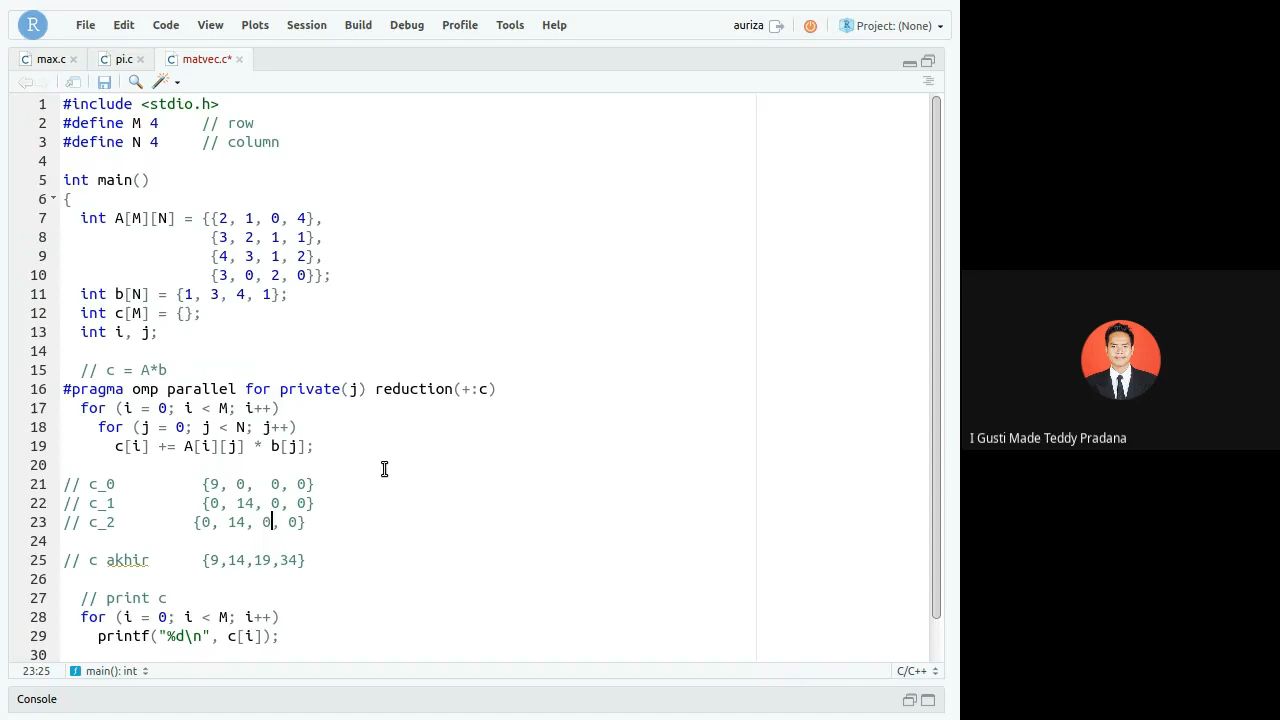 R File Edit Code View Plots Session Build Debug Profile Tools Help auriza Project: (None)
max.c pi.c matvec.c*
1 #include <stdio.h>
2 #define M 4 // row
3 #define N 4 // column
4
5 int main()
6 {
7 int A[M][N] = {{2, 1, 0, 4},
8 {3, 2, 1, 1},
9 {4, 3, 1, 2},
10 {3, 0, 2, 0}};
11 int b[N] = {1, 3, 4, 1};
12 int c[M] = {};
13 int i, j;
14
15 // c = A*b
16 #pragma omp parallel for private(j) reduction(+:c)
17 for (i = 0; i < M; i++)
18 for (j = 0; j < N; j++)
19 c[i] += A[i][j] * b[j];
20
21 // c_0 {9, 0, 0, 0}
22 // c_1 {0, 14, 0, 0}
23 // c_2 {0, 14, 0, 0}
24
25 // c akhir {9,14,19,34}
26
27 // print c
28 for (i = 0; i < M; i++)
29 printf("%d\n", c[i]);
30
23:25 main(): int C/C++
Console
I Gusti Made Teddy Pradana